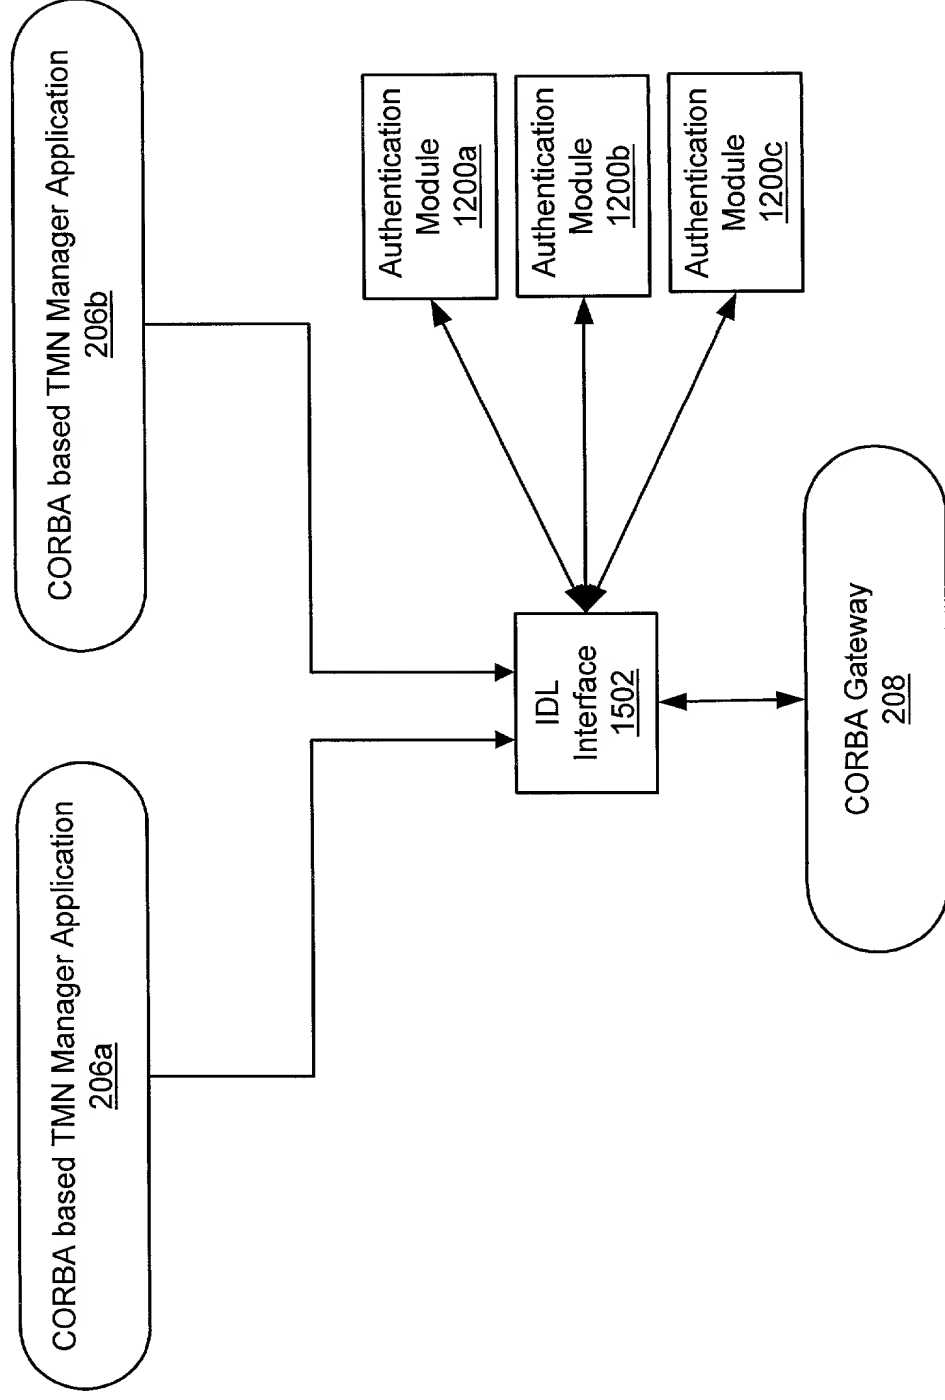 CORBA based TMN Manager Application
206a
CORBA based TMN Manager Application
206b
IDL
Interface
1502
Authentication
Module
1200a
Authentication
Module
1200b
Authentication
Module
1200c
CORBA Gateway
208